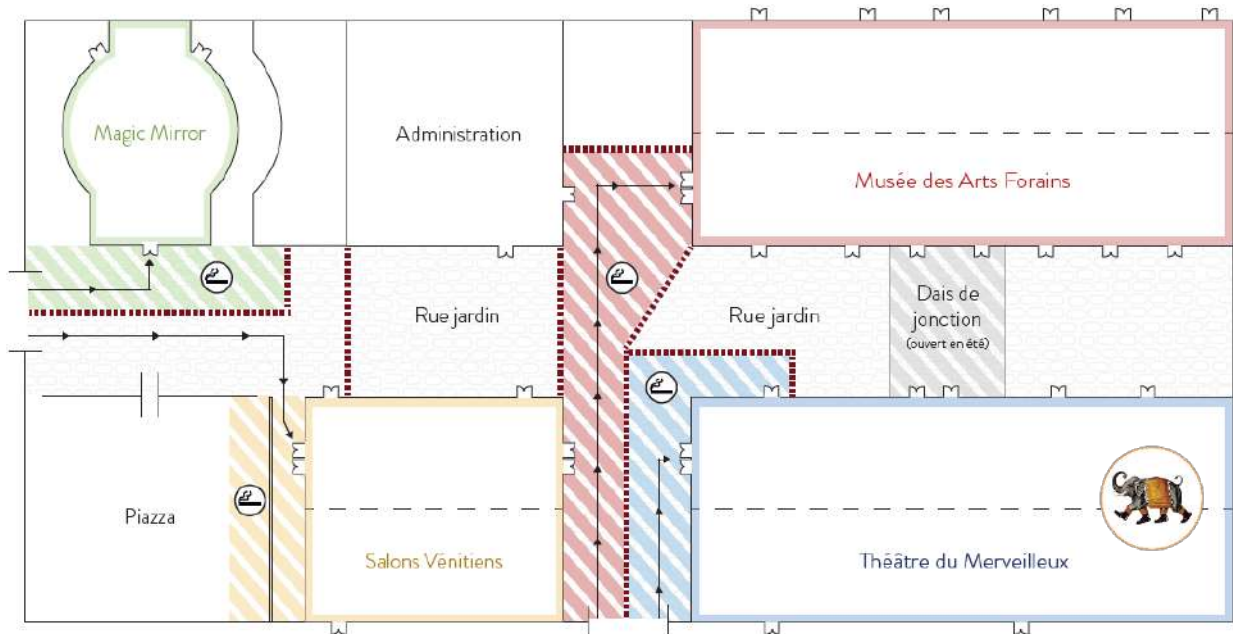 Magic Mirror
Administration
Musée des Arts Forains
Rue jardin
Rue jardin
Dais de
jonction
(ouvert en été)
Piazza
Salons Vénitiens
Théâtre du Merveilleux